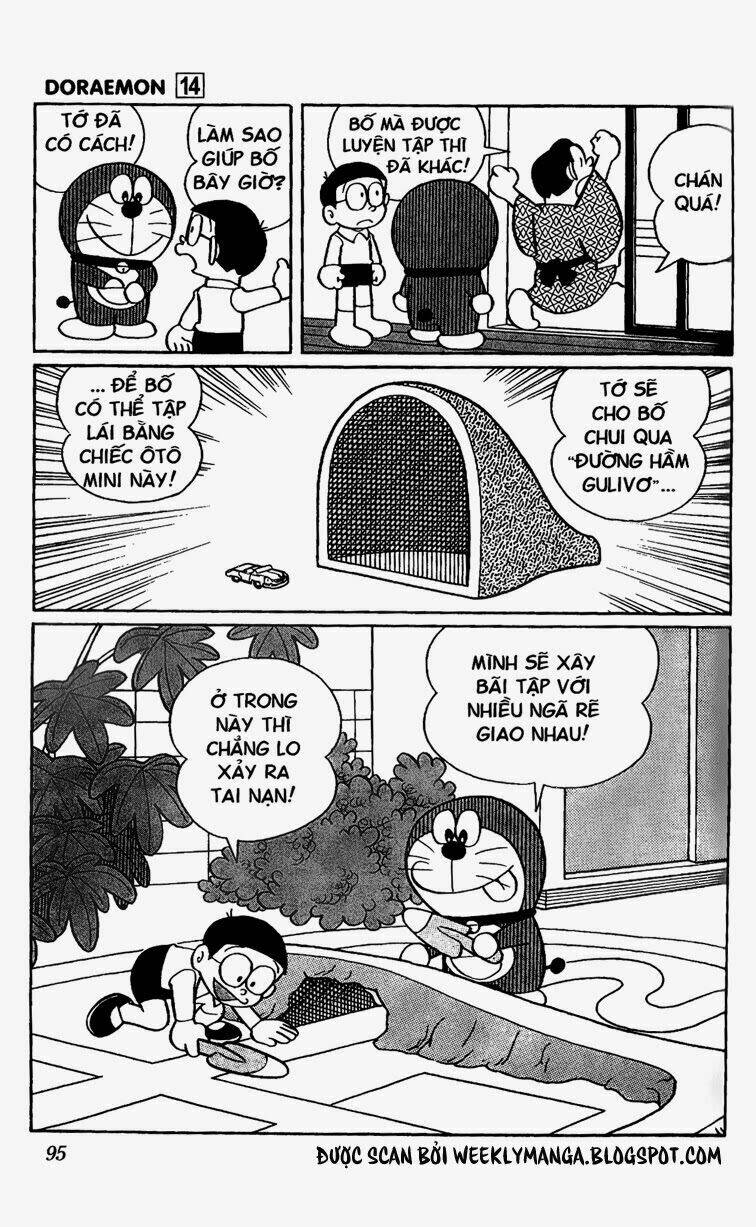 DORAEMON 14
TỚ ĐÃ
CÓ CÁCH!
LÀM SAO
GIÚP BỐ
BÂY GIỜ?
BỐ MÀ ĐƯỢC
LUYỆN TẬP THÌ
ĐÃ KHÁC!
CHÁN
QUÁ!
... ĐỂ BỐ
CÓ THỂ TẬP
LÁI BẰNG
CHIẾC ÔTÔ
MINI NÀY!
TỚ SẼ
CHO BỐ
CHUI QUA
“ĐƯỜNG HẦM
GULIVƠ”...
Ở TRONG
NÀY THÌ
CHẲNG LO
XẢY RA
TAI NẠN!
MÌNH SẼ XÂY
BÃI TẬP VỚI
NHIỀU NGÃ RẼ
GIAO NHAU!
95
ĐƯỢC SCAN BỞI WEEKLYMANGA.BLOGSPOT.COM